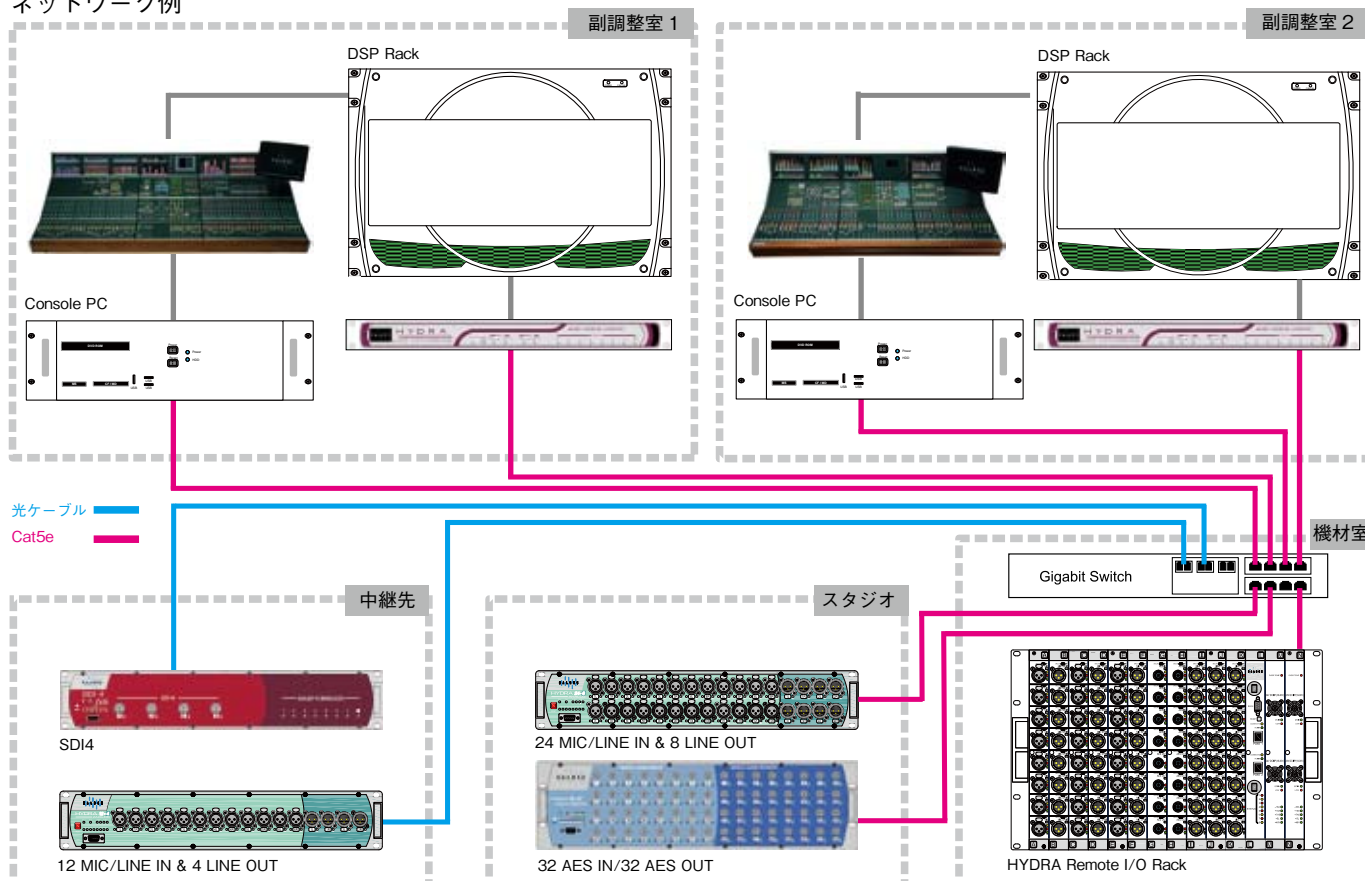 ネットワーク例
副調整室 1
副調整室 2
DSP Rack
DSP Rack
Console PC
Console PC
HYDRA
HYDRA
光ケーブル
Cat5e
機材室
Gigabit Switch
中継先
スタジオ
SDI4
24 MIC/LINE IN & 8 LINE OUT
12 MIC/LINE IN & 4 LINE OUT
32 AES IN/32 AES OUT
HYDRA Remote I/O Rack